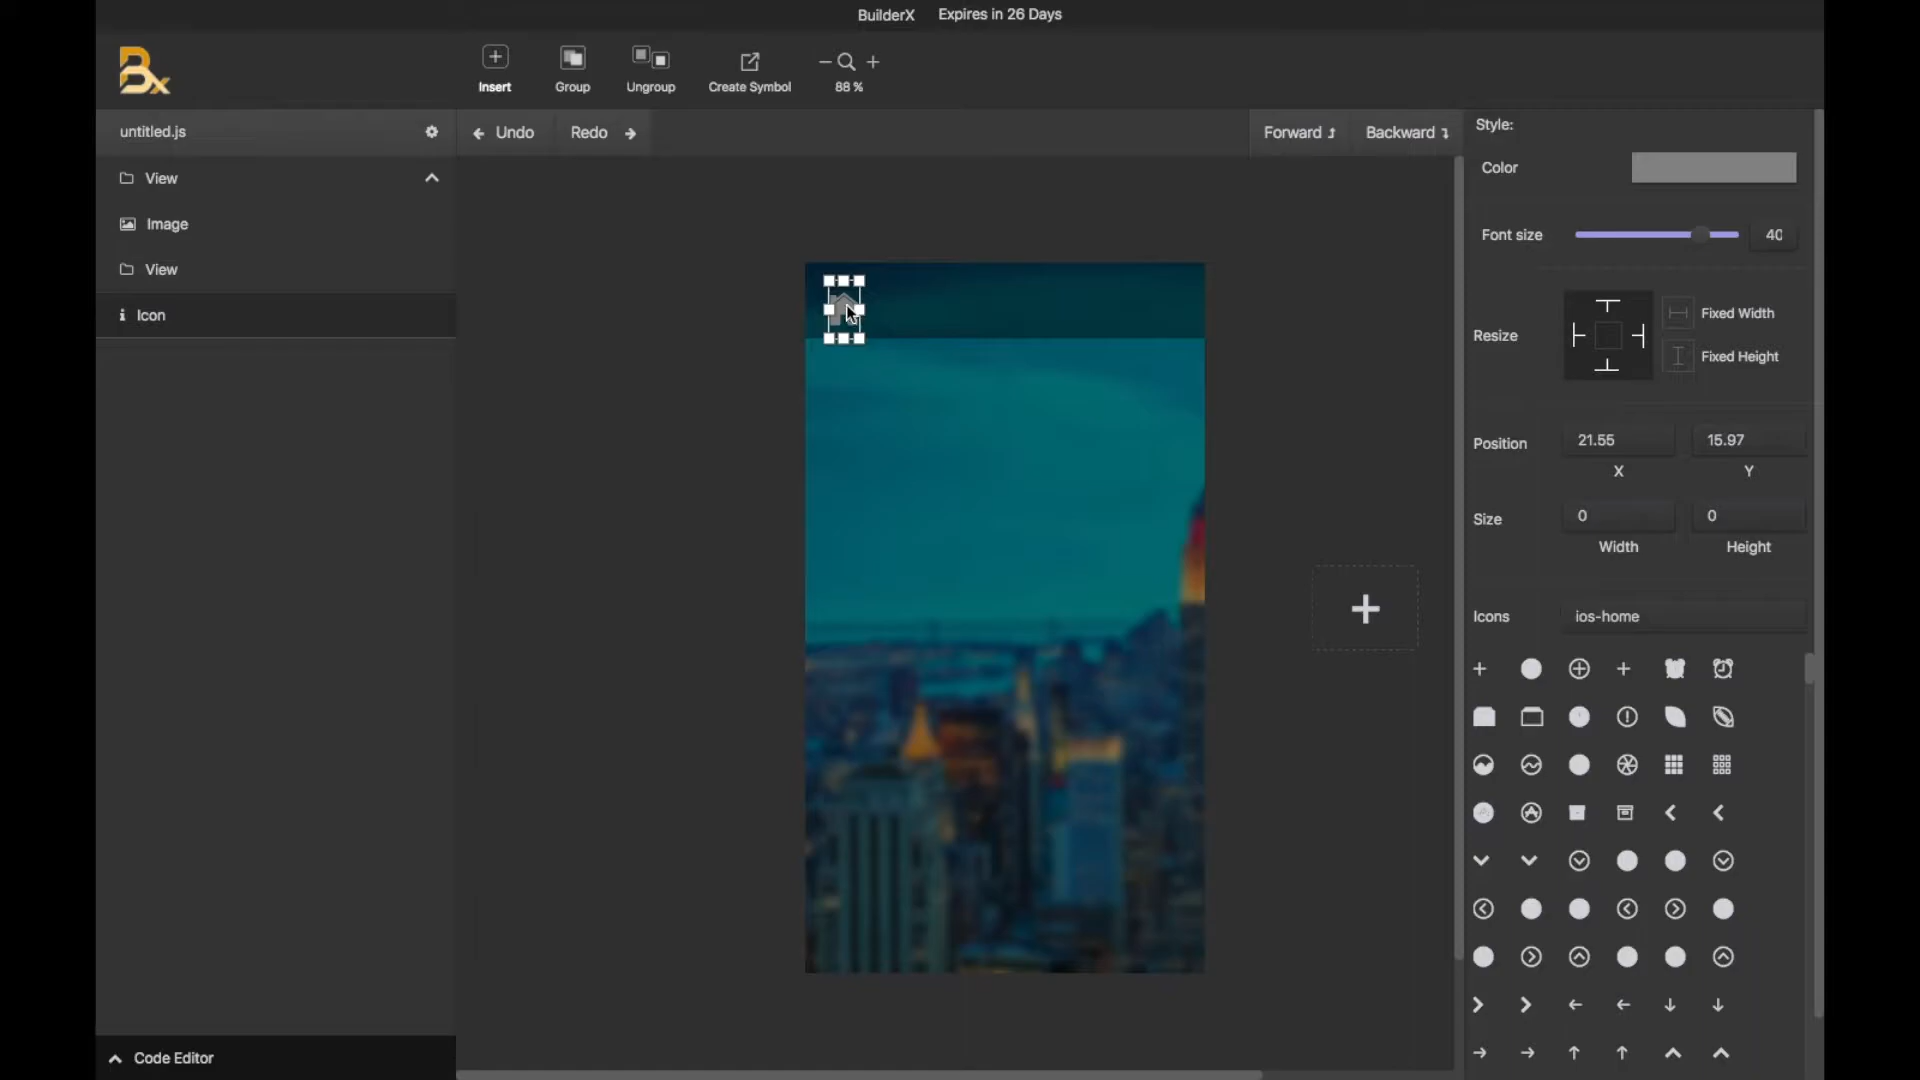 BuilderX Expires in 26 Days
Bx
Insert Group Ungroup Create Symbol 88 %
untitled.js
Undo Redo Forward Backward
Style:
View
Color
Image
Font size 40
View
Icon
Resize Fixed Width
Fixed Height
Position 21.55 15.97
X Y
Size 0 0
Width Height
Icons ios-home
Code Editor